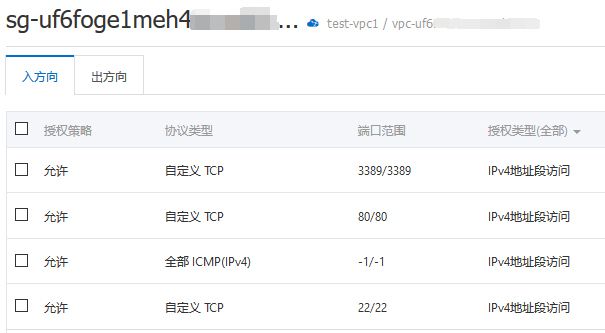 sg-uf6foge1meh4 ... test-vpc1 / vpc-uf6
入方向 出方向
授权策略 协议类型 端口范围 授权类型(全部)
允许 自定义 TCP 3389/3389 IPv4地址段访问
允许 自定义 TCP 80/80 IPv4地址段访问
允许 全部 ICMP(IPv4) -1/-1 IPv4地址段访问
允许 自定义 TCP 22/22 IPv4地址段访问